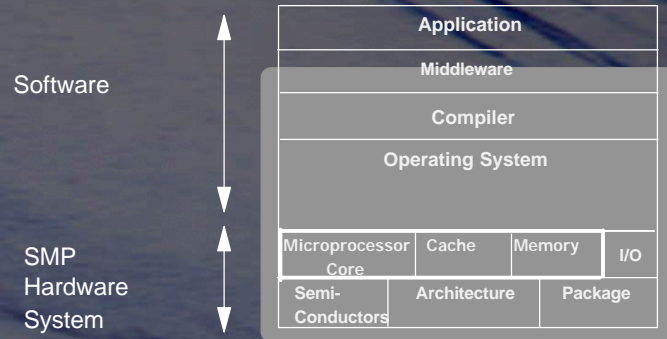 Application
Middleware
Software
Compiler
Operating System
SMP
Hardware
System
Microprocessor
Core
Cache
Memory
I/O
Semi-
Conductors
Architecture
Package